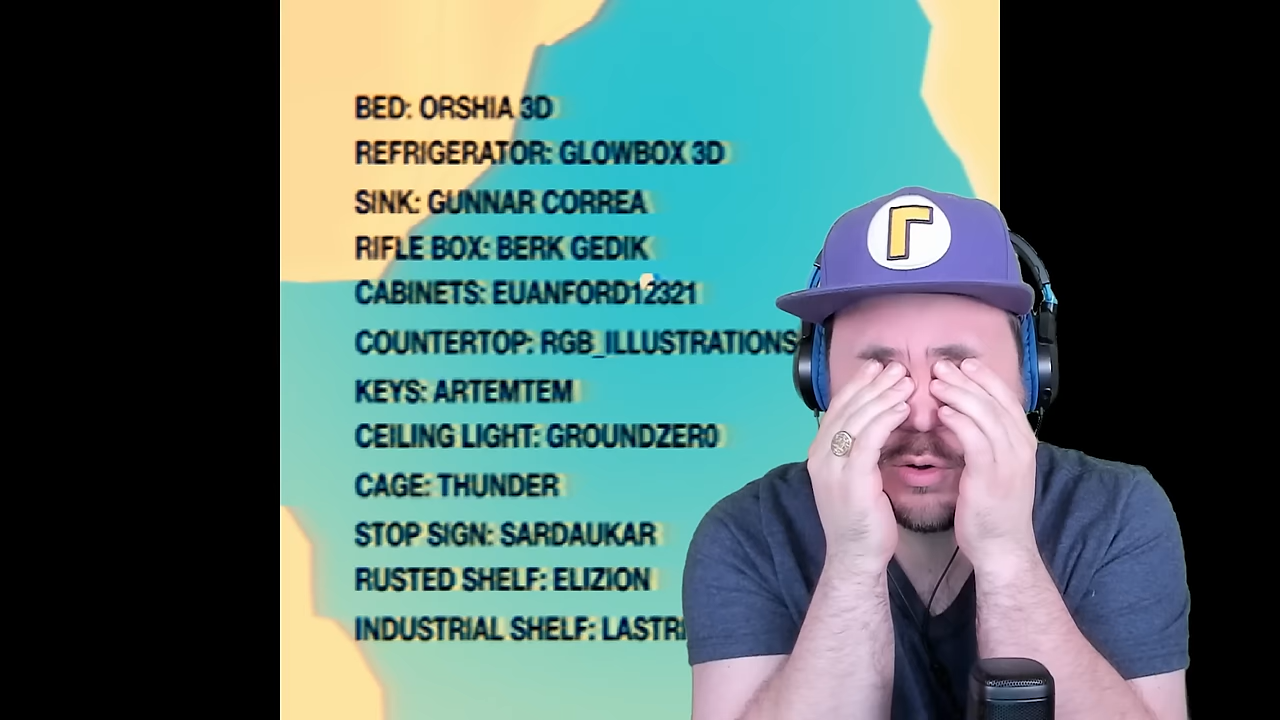 BED: ORSHIA 3D
REFRIGERATOR: GLOWBOX 3D
SINK: GUNNAR CORREA
RIFLE BOX: BERK GEDIK
CABINETS: EUANFORD12321
COUNTERTOP: RGB_ILLUSTRATIONS
KEYS: ARTEMTEM
CEILING LIGHT: GROUNDZER0
CAGE: THUNDER
STOP SIGN: SARDAUKAR
RUSTED SHELF: ELIZION
INDUSTRIAL SHELF: